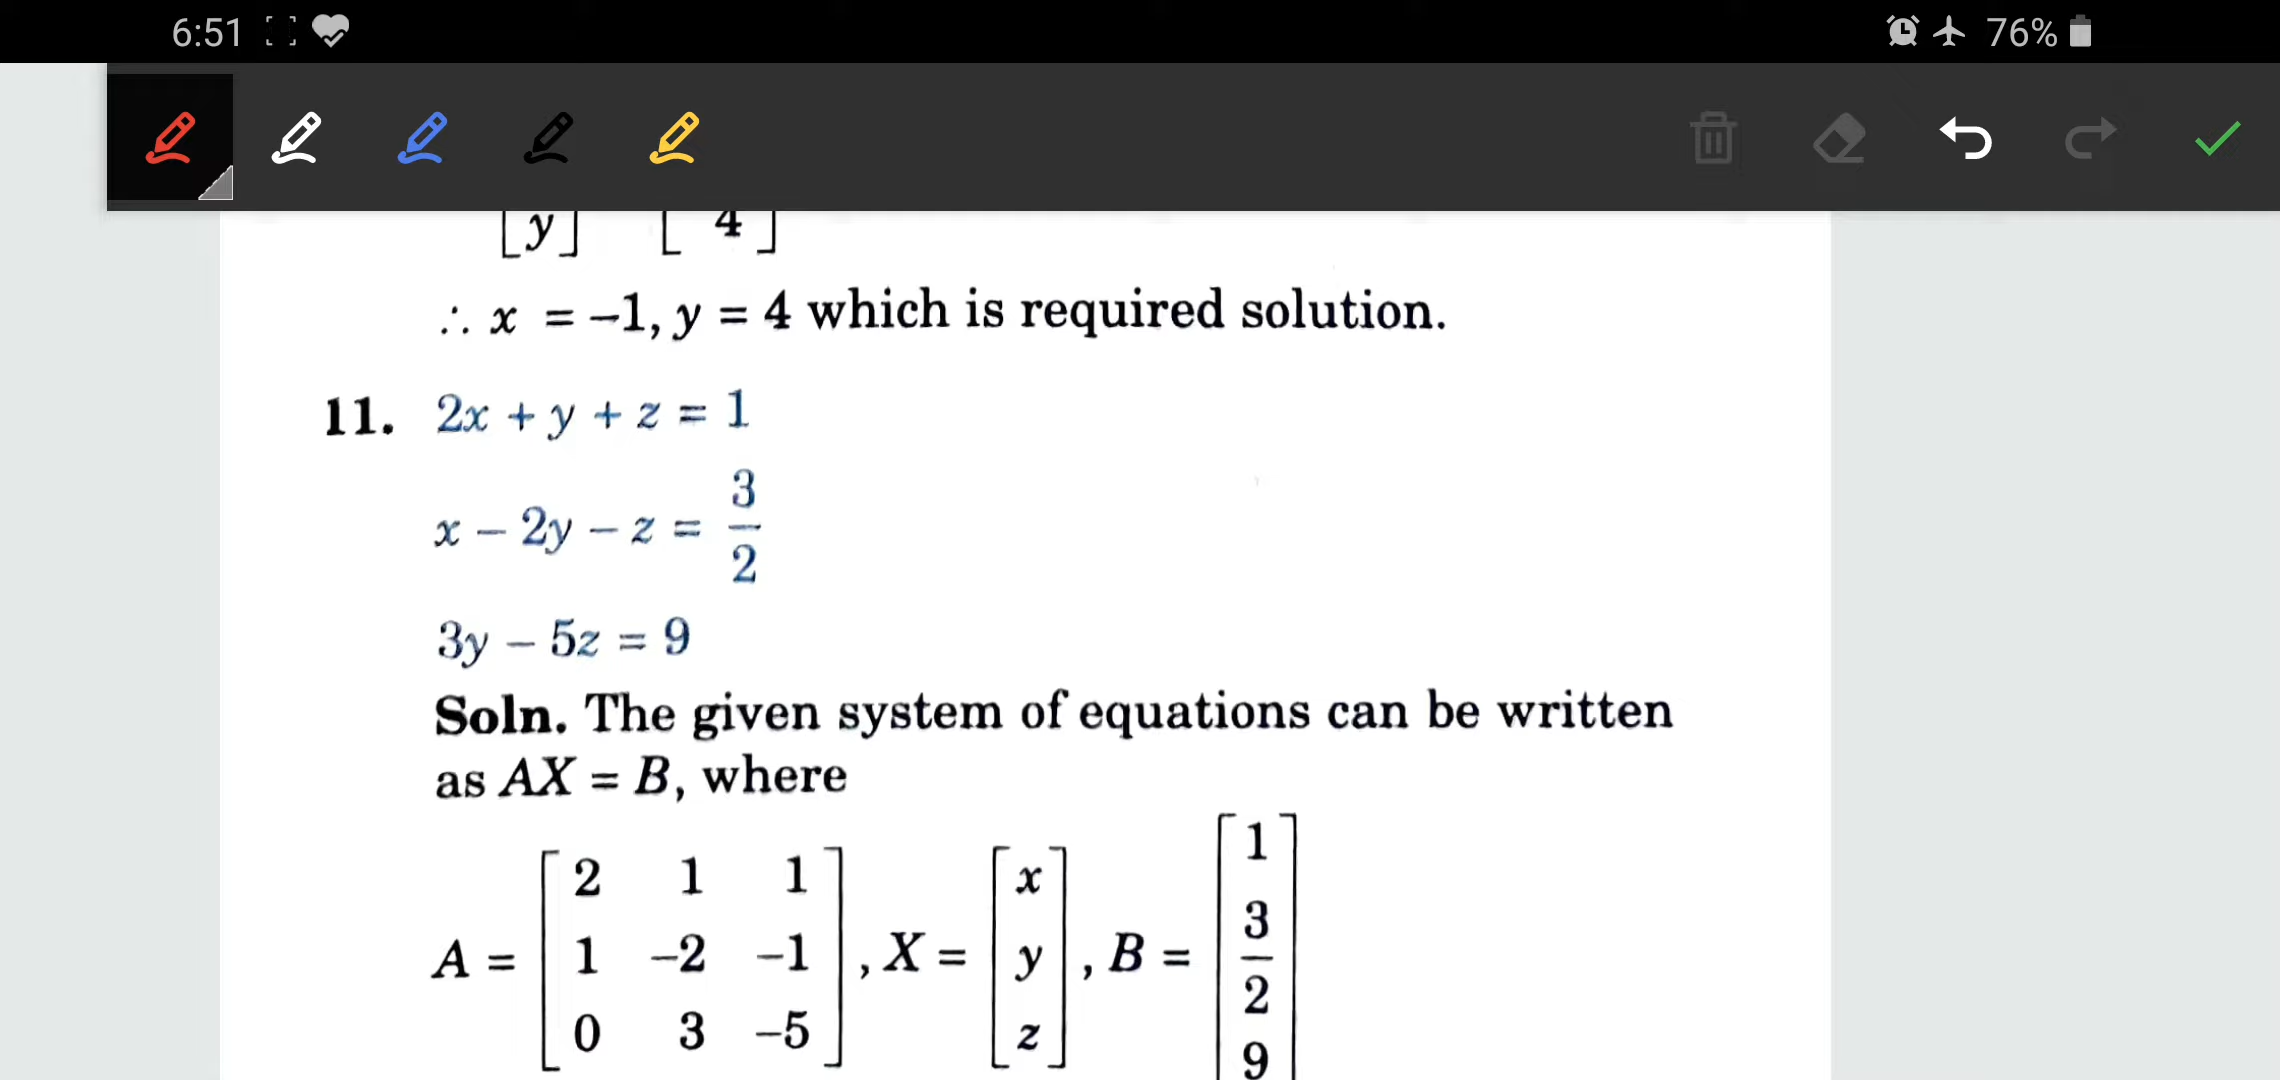 6:51 76%
[y] [ 4 ]
∴ x = –1, y = 4 which is required solution.
11. 2x + y + z = 1
x – 2y – z = 3/2
3y – 5z = 9
Soln. The given system of equations can be written
as AX = B, where
A = [2 1 1; 1 –2 –1; 0 3 –5], X = [x; y; z], B = [1; 3/2; 9]